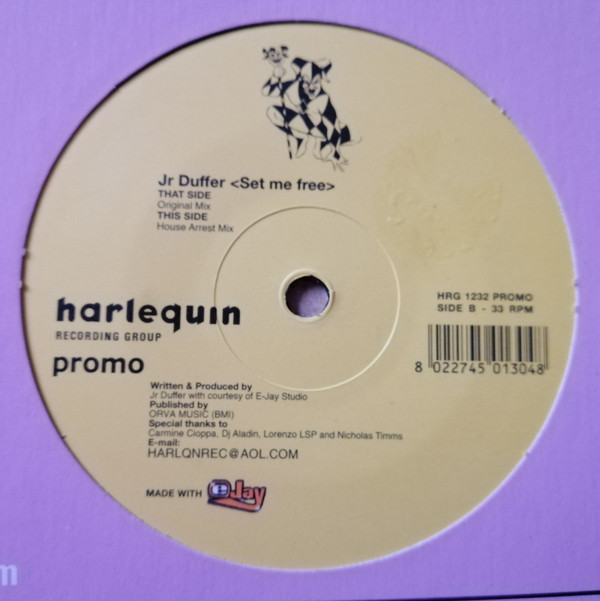 Jr Duffer <Set me free>
THAT SIDE
Original Mix
THIS SIDE
House Arrest Mix
harlequin
RECORDING GROUP
promo
HRG 1232 PROMO
SIDE B - 33 RPM
8 022745 013048
Written & Produced by
Jr Duffer with courtesy of E-Jay Studio
Published by
ORVA MUSIC (BMI)
Special thanks to
Carmine Cioppa, Dj Aladin, Lorenzo LSP and Nicholas Timms
E-mail:
HARLQNREC@AOL.COM
MADE WITH eJay
m